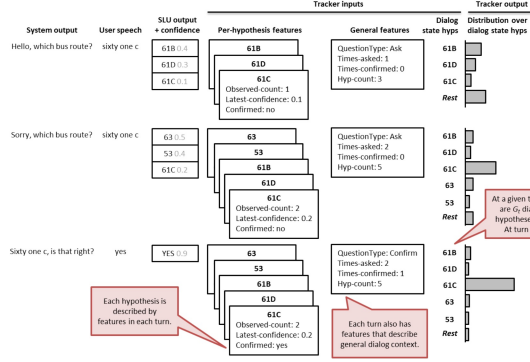 Tracker inputs
Tracker output
System output
User speech
SLU output
+ confidence
Per-hypothesis features
General features
Dialog
state hyps
Distribution over
dialog state hyps
Hello, which bus route?
sixty one c
61B 0.4
61D 0.3
61C 0.1
61B
61D
61C
Observed-count: 1
Latest-confidence: 0.1
Confirmed: no
QuestionType: Ask
Times-asked: 1
Times-confirmed: 0
Hyp-count: 3
61B
61D
61C
Rest
Sorry, which bus route?
sixty one c
63 0.5
53 0.4
61C 0.2
63
53
61B
61D
61C
Observed-count: 2
Latest-confidence: 0.2
Confirmed: no
QuestionType: Ask
Times-asked: 2
Times-confirmed: 0
Hyp-count: 5
61B
61D
61C
63
53
Rest
At a given t
are Gt dia
hypothese
At turn
Sixty one c, is that right?
yes
YES 0.9
63
53
61B
61D
61C
Observed-count: 2
Latest-confidence: 0.2
Confirmed: yes
QuestionType: Confirm
Times-asked: 2
Times-confirmed: 1
Hyp-count: 5
61B
61D
61C
63
53
Rest
Each hypothesis is
described by
features in each turn.
Each turn also has
features that describe
general dialog context.